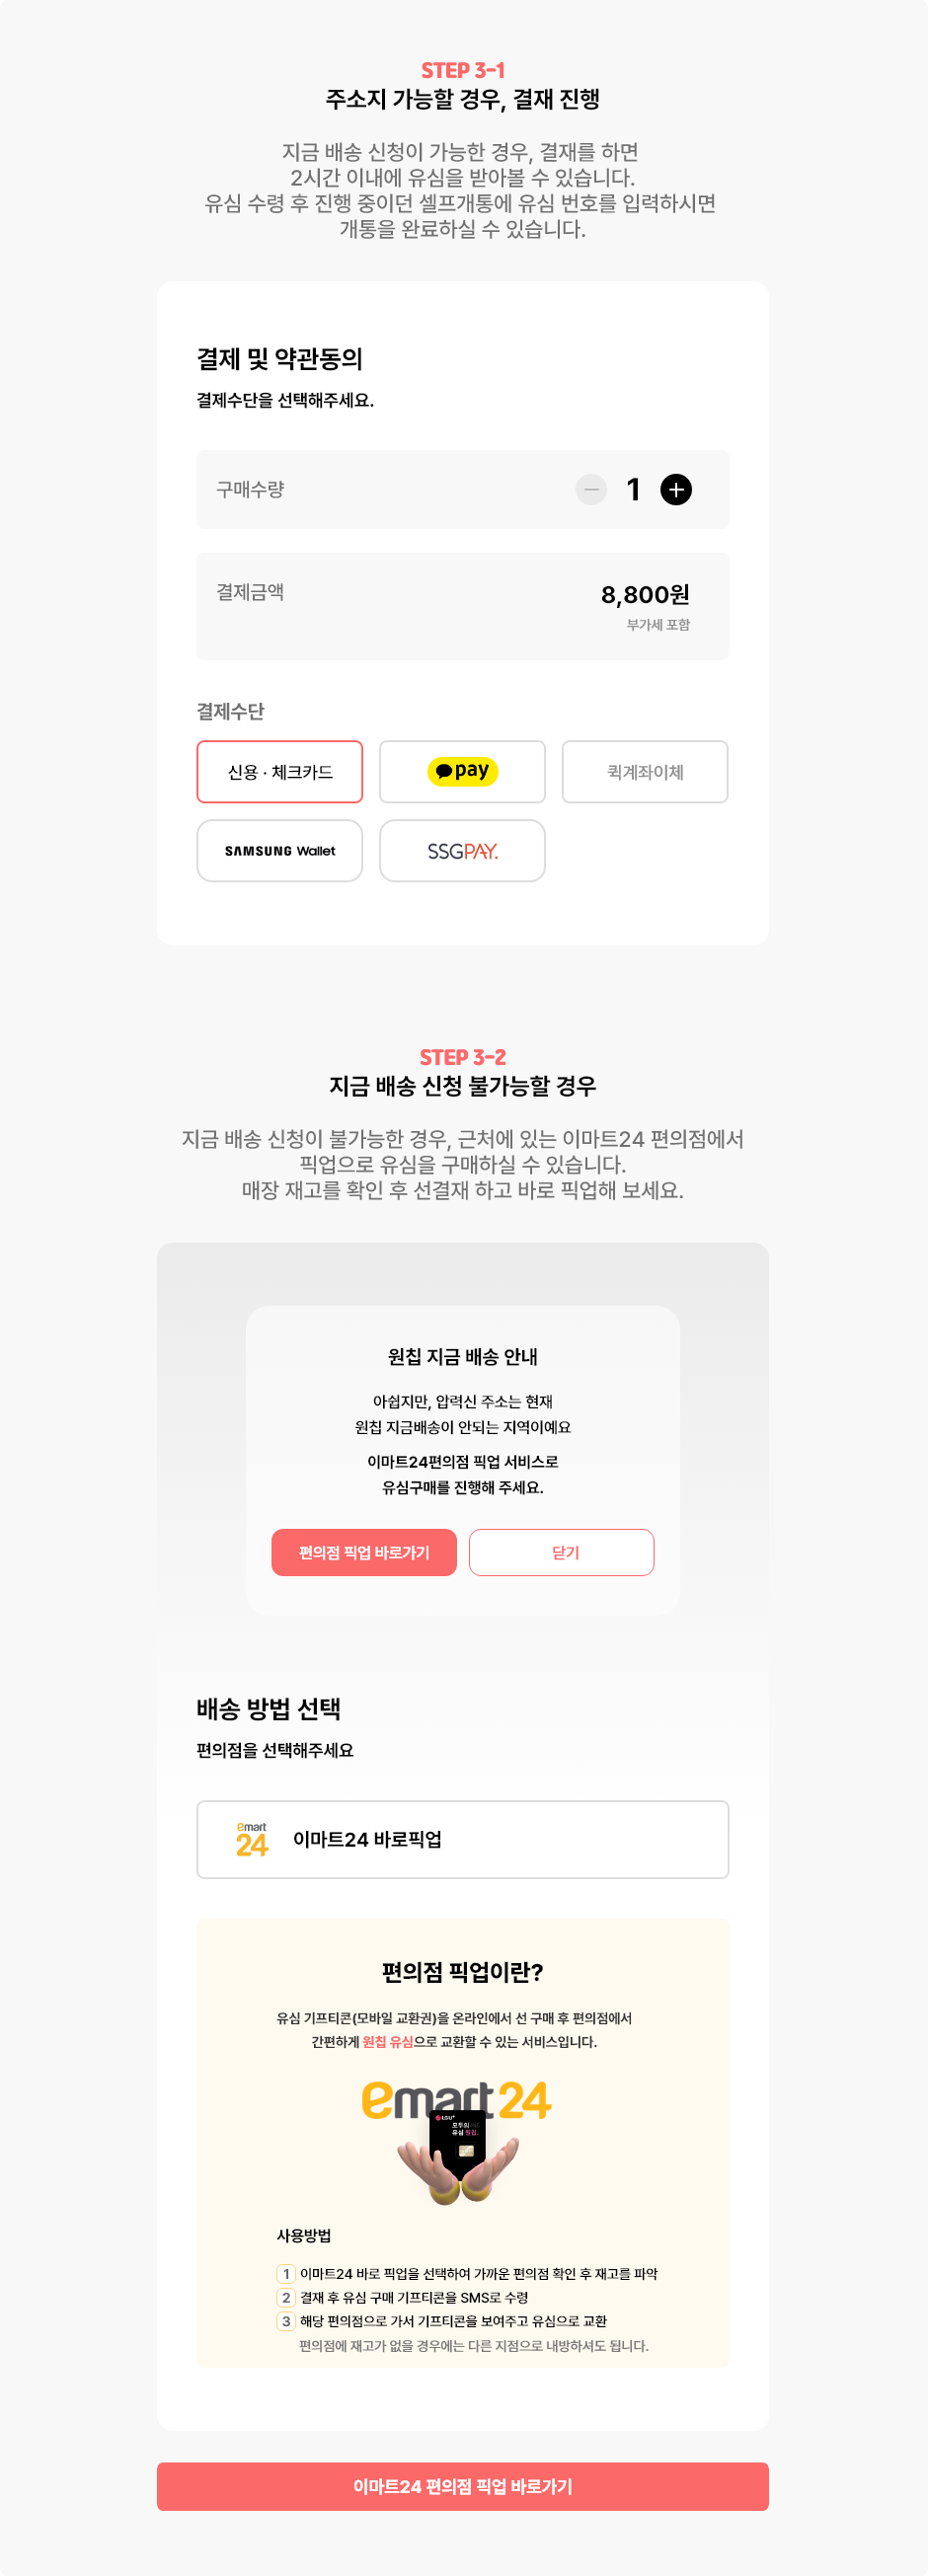 STEP 3-1
주소지 가능할 경우, 결재 진행
지금 배송 신청이 가능한 경우, 결재를 하면
2시간 이내에 유심을 받아볼 수 있습니다.
유심 수령 후 진행 중이던 셀프개통에 유심 번호를 입력하시면
개통을 완료하실 수 있습니다.
결제 및 약관동의
결제수단을 선택해주세요.
구매수량
1
결제금액
8,800원
부가세 포함
결제수단
신용 · 체크카드
pay
퀵계좌이체
SAMSUNG Wallet
SSGPAY.
STEP 3-2
지금 배송 신청 불가능할 경우
지금 배송 신청이 불가능한 경우, 근처에 있는 이마트24 편의점에서
픽업으로 유심을 구매하실 수 있습니다.
매장 재고를 확인 후 선결재 하고 바로 픽업해 보세요.
원칩 지금 배송 안내
아쉽지만, 압력신 주소는 현재
원칩 지금배송이 안되는 지역이예요
이마트24편의점 픽업 서비스로
유심구매를 진행해 주세요.
편의점 픽업 바로가기
닫기
배송 방법 선택
편의점을 선택해주세요
emart
24
이마트24 바로픽업
편의점 픽업이란?
유심 기프티콘(모바일 교환권)을 온라인에서 선 구매 후 편의점에서
간편하게 원칩 유심으로 교환할 수 있는 서비스입니다.
emart24
LG U+
사용방법
1 이마트24 바로 픽업을 선택하여 가까운 편의점 확인 후 재고를 파악
2 결재 후 유심 구매 기프티콘을 SMS로 수령
3 해당 편의점으로 가서 기프티콘을 보여주고 유심으로 교환
편의점에 재고가 없을 경우에는 다른 지점으로 내방하셔도 됩니다.
이마트24 편의점 픽업 바로가기